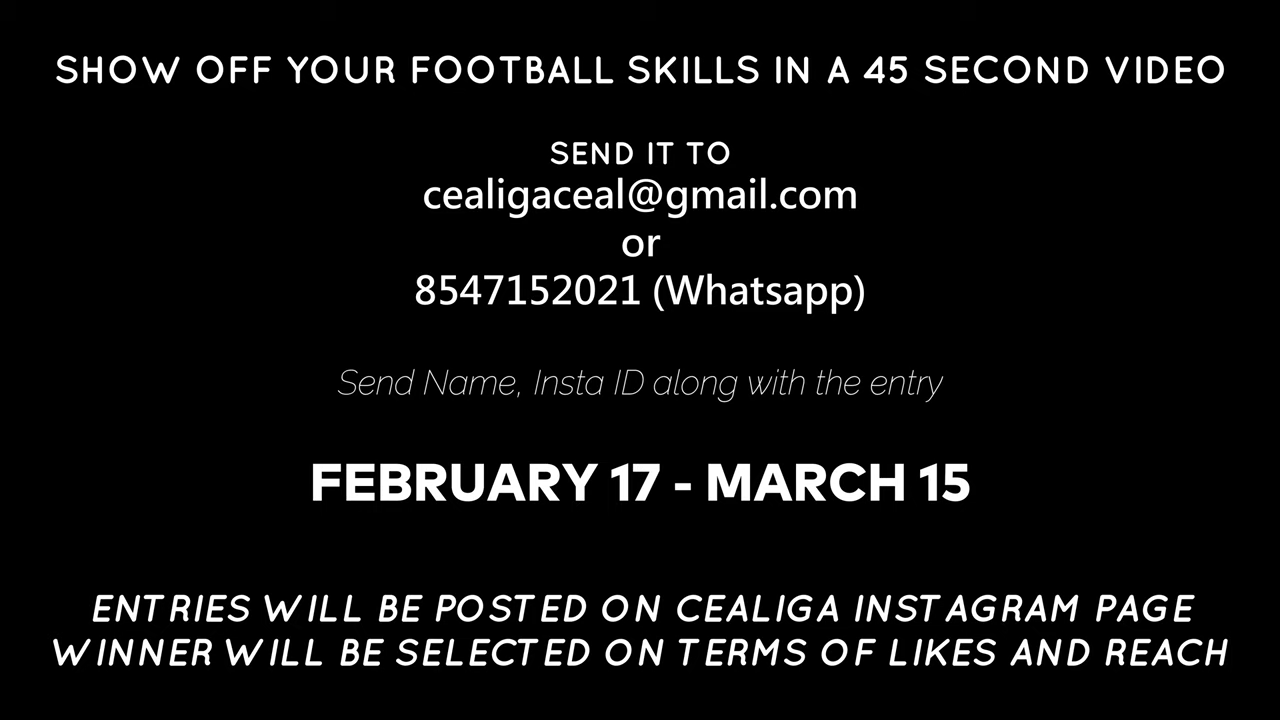 SHOW OFF YOUR FOOTBALL SKILLS IN A 45 SECOND VIDEO
SEND IT TO
cealigaceal@gmail.com
or
8547152021 (Whatsapp)
Send Name, Insta ID along with the entry
FEBRUARY 17 - MARCH 15
ENTRIES WILL BE POSTED ON CEALIGA INSTAGRAM PAGE
WINNER WILL BE SELECTED ON TERMS OF LIKES AND REACH